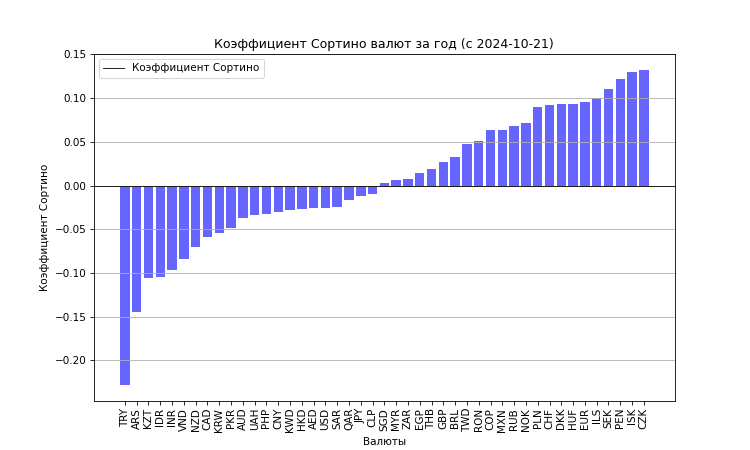 Коэффициент Сортино валют за год (с 2024-10-21)
Коэффициент Сортино
0.15
0.10
0.05
0.00
−0.05
−0.10
−0.15
−0.20
Коэффициент Сортино
TRY
ARS
KZT
IDR
INR
VND
NZD
CAD
KRW
PKR
AUD
UAH
PHP
CNY
KWD
HKD
AED
USD
SAR
QAR
JPY
CLP
SGD
MYR
ZAR
EGP
THB
GBP
BRL
TWD
RON
COP
MXN
RUB
NOK
PLN
CHF
DKK
HUF
EUR
ILS
SEK
PEN
ISK
CZK
Валюты